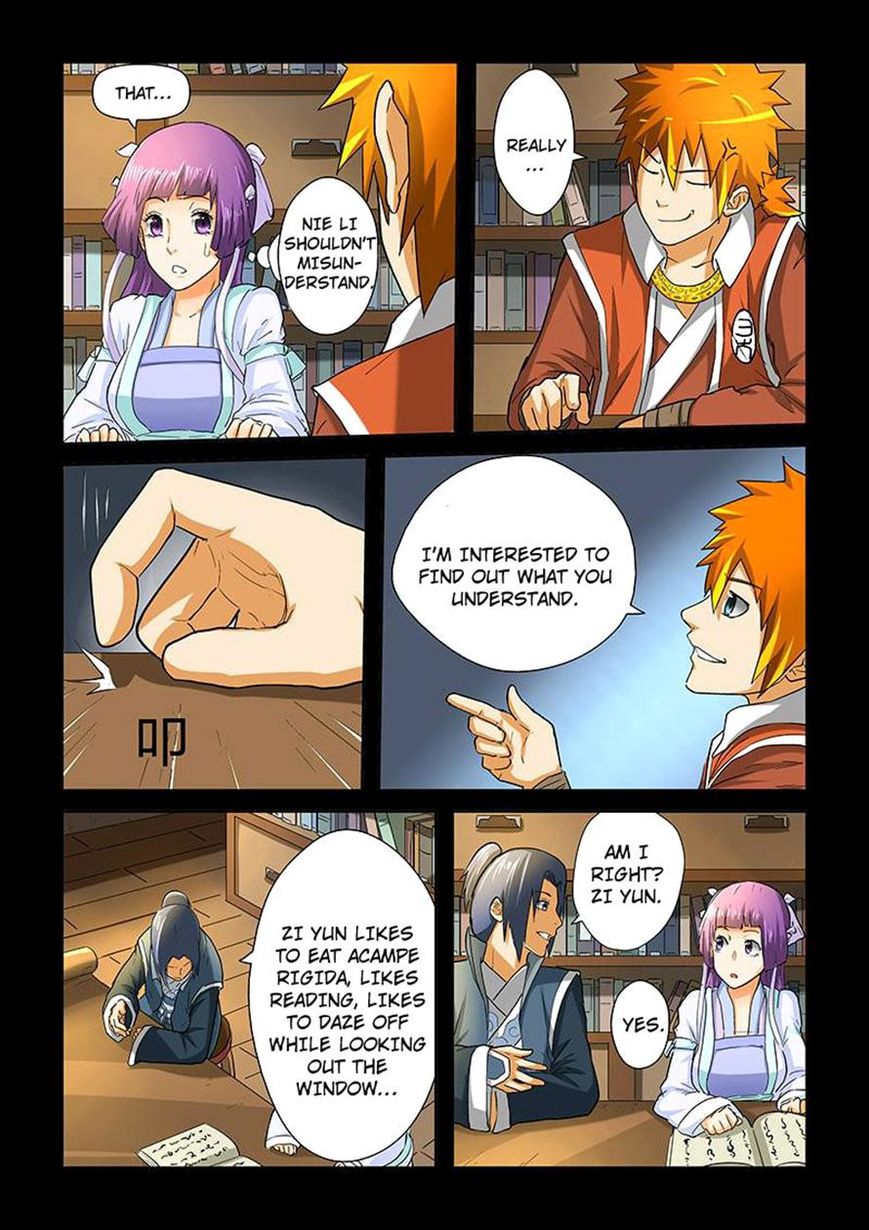 THAT...
NIE LI
SHOULDN'T
MISUN-
DERSTAND.
REALLY
...
叩
I'M INTERESTED TO
FIND OUT WHAT YOU
UNDERSTAND.
ZI YUN LIKES
TO EAT ACAMPE
RIGIDA, LIKES
READING, LIKES
TO DAZE OFF
WHILE LOOKING
OUT THE
WINDOW...
AM I
RIGHT?
ZI YUN.
YES.